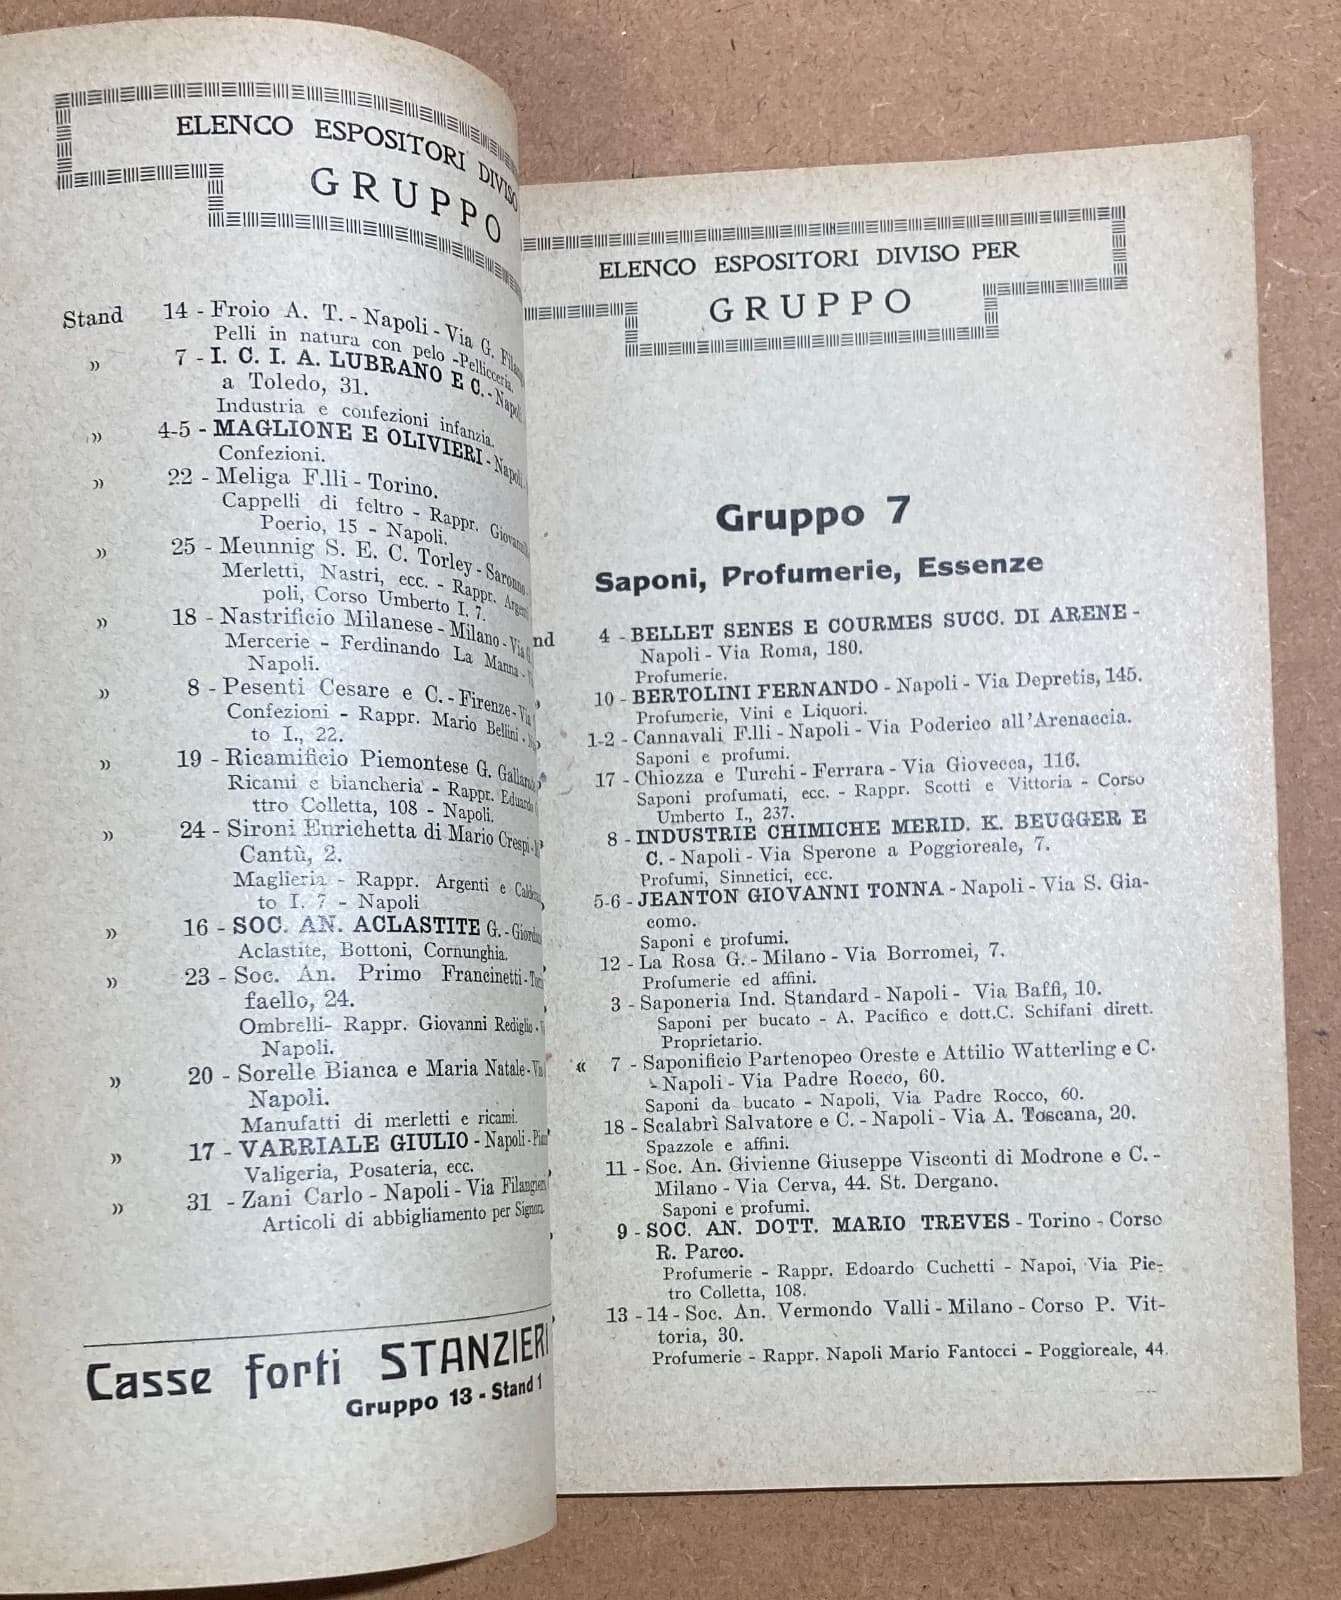 ELENCO ESPOSITORI DIVISO
GRUPPO
Stand 14 - Froio A. T. - Napoli - Via G.
Pelli in natura con pelo - Pellicceria.
» 7 - I. C. I. A. LUBRANO E C. - Napoli
a Toledo, 31.
Industria e confezioni infanzia.
» 4-5 - MAGLIONE E OLIVIERI - Napoli
Confezioni.
» 22 - Meliga F.lli - Torino.
Cappelli di feltro - Rappr.
Poerio, 15 - Napoli.
» 25 - Meunnig S. E. C. Torley - Saronno -
Merletti, Nastri, ecc. - Rappr.
poli, Corso Umberto I. 7.
» 18 - Nastrificio Milanese - Milano - Via
Mercerie - Ferdinando La Manna -
Napoli.
» 8 - Pesenti Cesare e C. - Firenze - Via
Confezioni - Rappr. Mario Bellini -
to I., 22.
» 19 - Ricamificio Piemontese G.
Ricami e biancheria - Rappr.
ttro Colletta, 108 - Napoli.
» 24 - Sironi Enrichetta di Mario Crespi -
Cantù, 2.
Maglieria - Rappr. Argenti e
to I. 7 - Napoli
» 16 - SOC. AN. ACLASTITE G. -
Aclastite, Bottoni, Cornunghia.
» 23 - Soc. An. Primo Francinetti -
faello, 24.
Ombrelli - Rappr. Giovanni Rediglio -
Napoli.
» 20 - Sorelle Bianca e Maria Natale -
Napoli.
Manufatti di merletti e ricami.
» 17 - VARRIALE GIULIO - Napoli -
Valigeria, Posateria, ecc.
» 31 - Zani Carlo - Napoli - Via Filangieri
Articoli di abbigliamento per Signora.
Casse forti STANZIERI
Gruppo 13 - Stand 1
ELENCO ESPOSITORI DIVISO PER
GRUPPO
Gruppo 7
Saponi, Profumerie, Essenze
nd 4 - BELLET SENES E COURMES SUCC. DI ARENE -
Napoli - Via Roma, 180.
Profumerie.
10 - BERTOLINI FERNANDO - Napoli - Via Depretis, 145.
Profumerie, Vini e Liquori.
1-2 - Cannavali F.lli - Napoli - Via Poderico all'Arenaccia.
Saponi e profumi.
17 - Chiozza e Turchi - Ferrara - Via Giovecca, 116.
Saponi profumati, ecc. - Rappr. Scotti e Vittoria - Corso
Umberto I., 237.
8 - INDUSTRIE CHIMICHE MERID. K. BEUGGER E
C. - Napoli - Via Sperone a Poggioreale, 7.
Profumi, Sinnetici, ecc.
5-6 - JEANTON GIOVANNI TONNA - Napoli - Via S. Gia-
como.
Saponi e profumi.
12 - La Rosa G. - Milano - Via Borromei, 7.
Profumerie ed affini.
3 - Saponeria Ind. Standard - Napoli - Via Baffi, 10.
Saponi per bucato - A. Pacifico e dott. C. Schifani dirett.
Proprietario.
« 7 - Saponificio Partenopeo Oreste e Attilio Watterling e C.
- Napoli - Via Padre Rocco, 60.
Saponi da bucato - Napoli, Via Padre Rocco, 60.
18 - Scalabrì Salvatore e C. - Napoli - Via A. Toscana, 20.
Spazzole e affini.
11 - Soc. An. Givienne Giuseppe Visconti di Modrone e C. -
Milano - Via Cerva, 44. St. Dergano.
Saponi e profumi.
9 - SOC. AN. DOTT. MARIO TREVES - Torino - Corso
R. Parco.
Profumerie - Rappr. Edoardo Cuchetti - Napoi, Via Pie-
tro Colletta, 108.
13 - 14 - Soc. An. Vermondo Valli - Milano - Corso P. Vit-
toria, 30.
Profumerie - Rappr. Napoli Mario Fantocci - Poggioreale, 44.